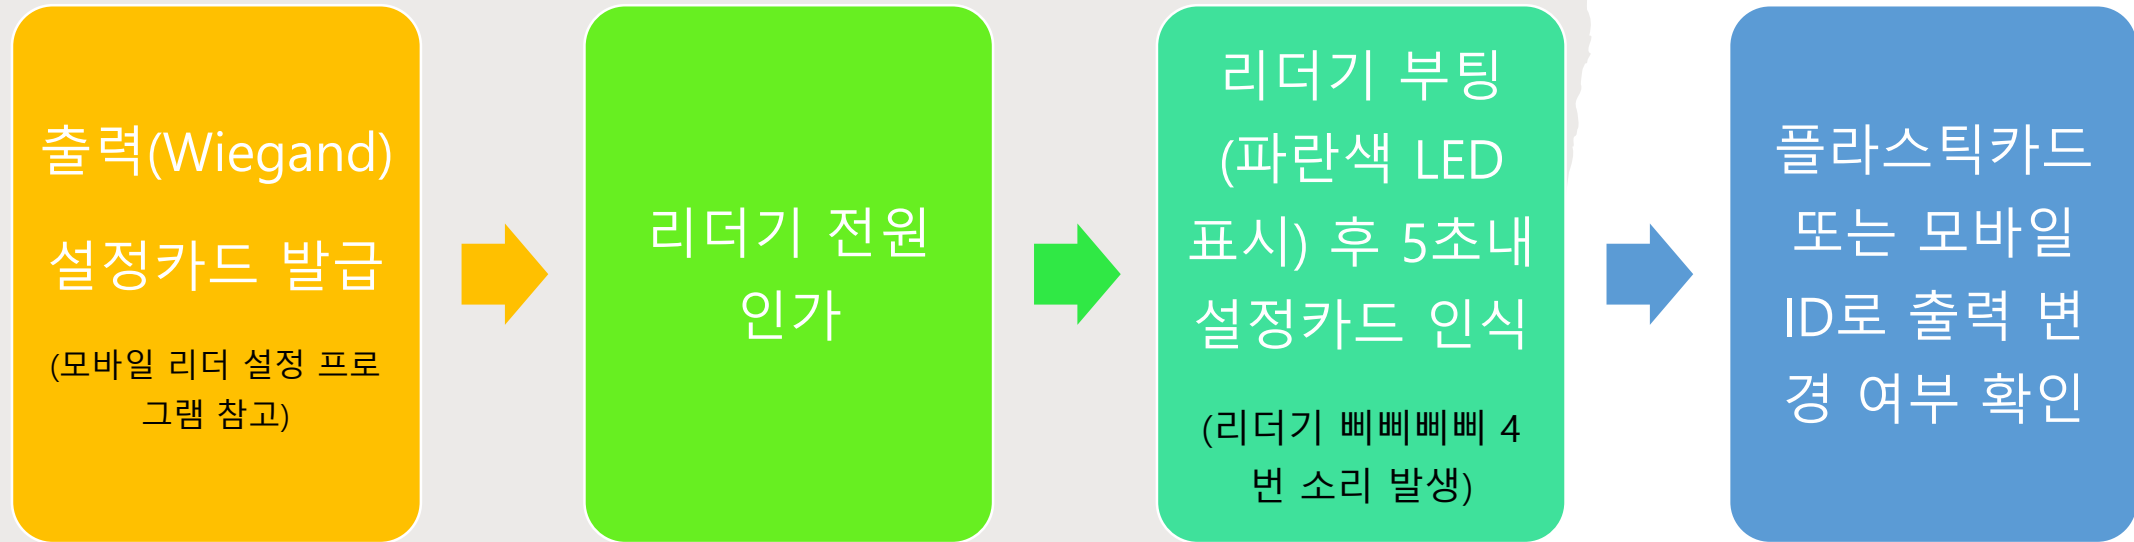 출력(Wiegand)
설정카드 발급
(모바일 리더 설정 프로
그램 참고)
리더기 전원
인가
리더기 부팅
(파란색 LED
표시) 후 5초내
설정카드 인식
(리더기 삐삐삐삐 4
번 소리 발생)
플라스틱카드
또는 모바일
ID로 출력 변
경 여부 확인